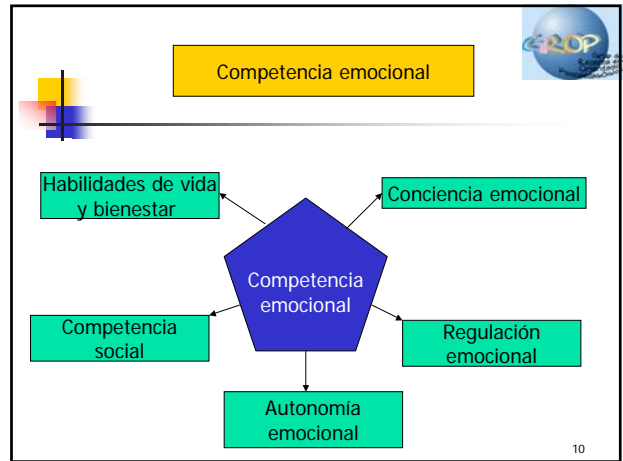 Competencia emocional
GROP
Habilidades de vida
y bienestar
Conciencia emocional
Competencia
emocional
Competencia
social
Regulación
emocional
Autonomía
emocional
10